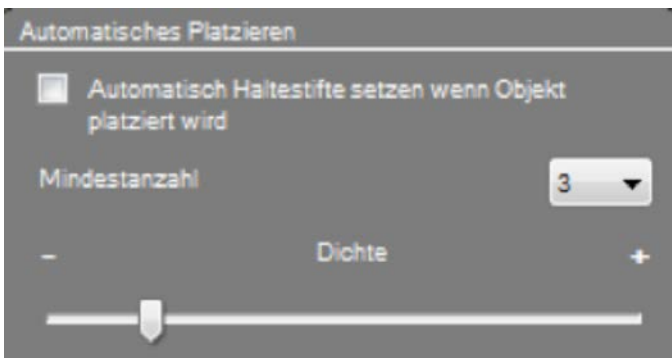 Automatisches Platzieren
Automatisch Haltestifte setzen wenn Objekt
platziert wird
Mindestanzahl 3
- Dichte +